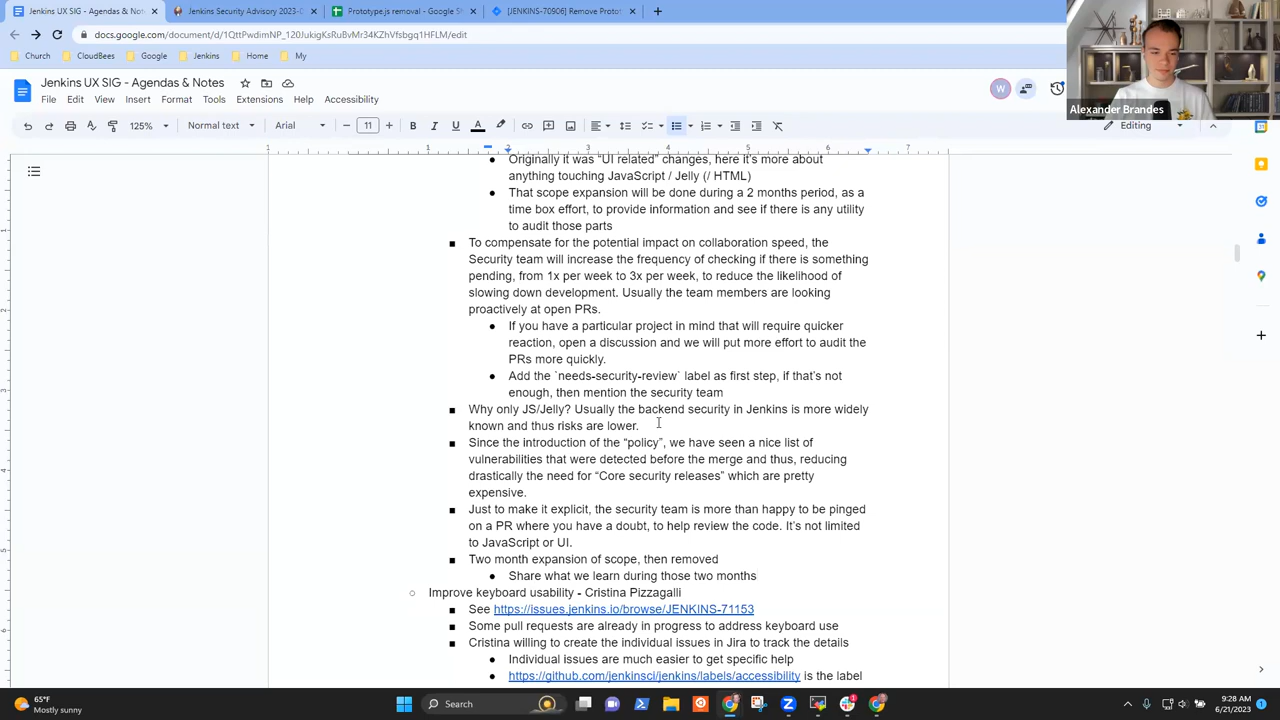 Jenkins UX SIG - Agendas & Notes
Jenkins Security Advisory 2023-0
Prototype.js removal - Google S
[JENKINS-70906] Remove Protot
docs.google.com/document/d/1QttPwdimNP_120JukigKsRuBvMr34KZhVfsbgq1HFLM/edit
Church
CloudBees
Google
Jenkins
Home
My
Jenkins UX SIG - Agendas & Notes
File Edit View Insert Format Tools Extensions Help Accessibility
W
Alexander Brandes
125%
Normal text
Arial
11
Editing
Originally it was “UI related” changes, here it's more about
anything touching JavaScript / Jelly (/ HTML)
That scope expansion will be done during a 2 months period, as a
time box effort, to provide information and see if there is any utility
to audit those parts
To compensate for the potential impact on collaboration speed, the
Security team will increase the frequency of checking if there is something
pending, from 1x per week to 3x per week, to reduce the likelihood of
slowing down development. Usually the team members are looking
proactively at open PRs.
If you have a particular project in mind that will require quicker
reaction, open a discussion and we will put more effort to audit the
PRs more quickly.
Add the `needs-security-review` label as first step, if that's not
enough, then mention the security team
Why only JS/Jelly? Usually the backend security in Jenkins is more widely
known and thus risks are lower.
Since the introduction of the “policy”, we have seen a nice list of
vulnerabilities that were detected before the merge and thus, reducing
drastically the need for “Core security releases” which are pretty
expensive.
Just to make it explicit, the security team is more than happy to be pinged
on a PR where you have a doubt, to help review the code. It's not limited
to JavaScript or UI.
Two month expansion of scope, then removed
Share what we learn during those two months
Improve keyboard usability - Cristina Pizzagalli
See https://issues.jenkins.io/browse/JENKINS-71153
Some pull requests are already in progress to address keyboard use
Cristina willing to create the individual issues in Jira to track the details
Individual issues are much easier to get specific help
https://github.com/jenkinsci/jenkins/labels/accessibility is the label
65°F
Mostly sunny
Search
9:28 AM
6/21/2023